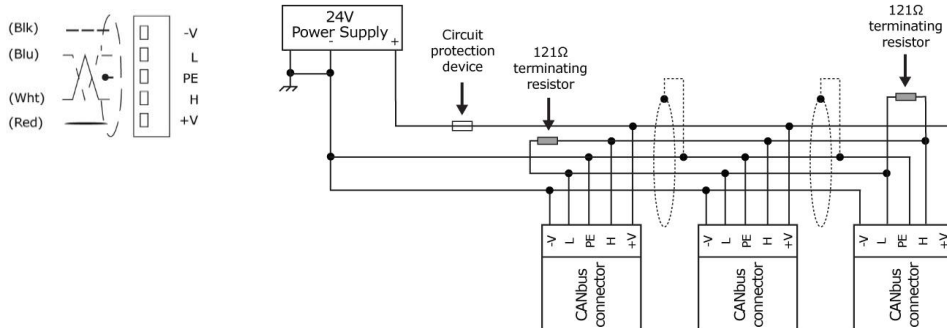 (Blk)
(Blu)
(Wht)
(Red)
-V
L
PE
H
+V
24V
Power Supply
-
+
Circuit
protection
device
121Ω
terminating
resistor
121Ω
terminating
resistor
-V
L
PE
H
+V
CANbus
connector
-V
L
PE
H
+V
CANbus
connector
-V
L
PE
H
+V
CANbus
connector